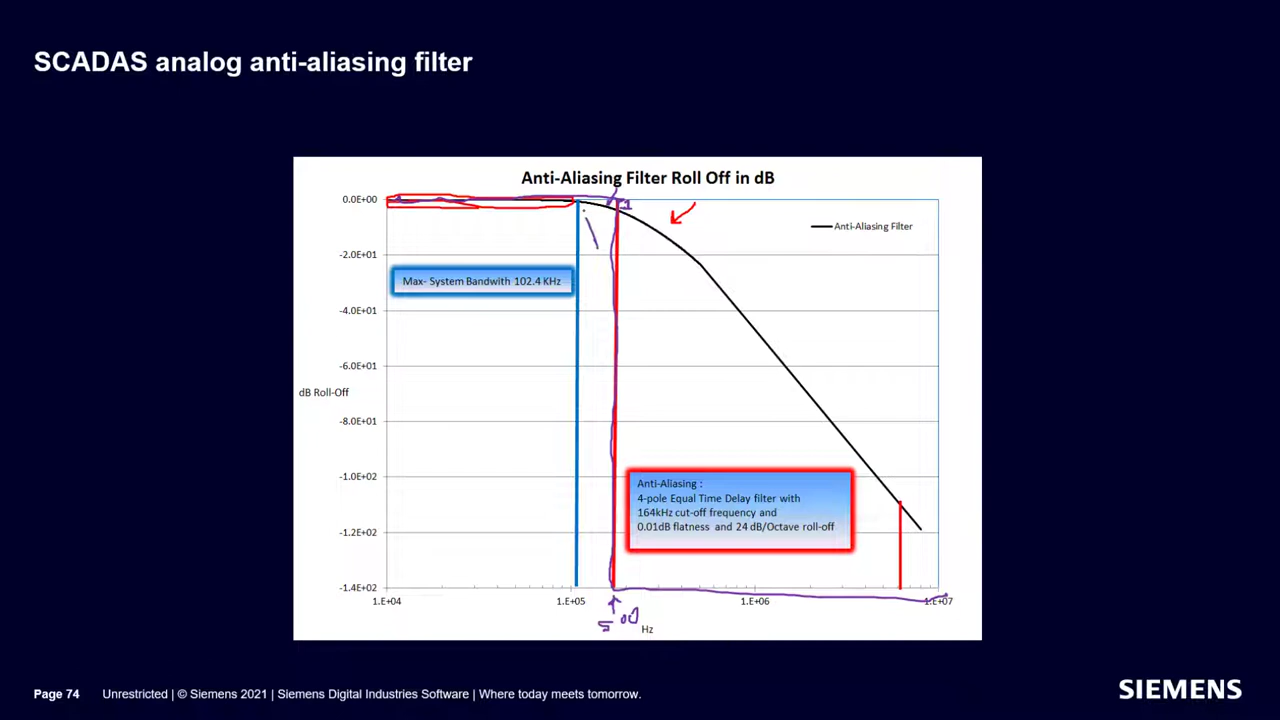 SCADAS analog anti-aliasing filter
Anti-Aliasing Filter Roll Off in dB
0.0E+00
-2.0E+01
-4.0E+01
-6.0E+01
-8.0E+01
-1.0E+02
-1.2E+02
-1.4E+02
dB Roll-Off
1
Anti-Aliasing Filter
Max- System Bandwith 102.4 KHz
Anti-Aliasing :
4-pole Equal Time Delay filter with
164kHz cut-off frequency and
0.01dB flatness and 24 dB/Octave roll-off
1.E+04
1.E+05
1.E+06
1.E+07
Hz
Page 74
Unrestricted | © Siemens 2021 | Siemens Digital Industries Software | Where today meets tomorrow.
SIEMENS